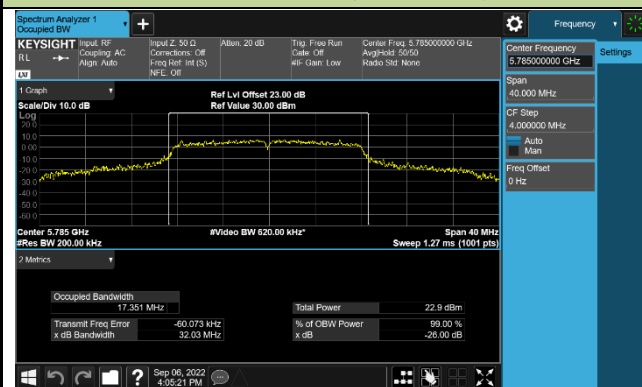 Spectrum Analyzer 1
Occupied BW
Frequency
KEYSIGHT
RL
LXI
Input: RF
Coupling: AC
Align: Auto
Input Z: 50 Ω
Corrections: Off
Freq Ref: Int (S)
NFE: Off
Atten: 20 dB
Trig: Free Run
Gate: Off
#IF Gain: Low
Center Freq: 5.785000000 GHz
Avg|Hold: 50/50
Radio Std: None
1 Graph
Scale/Div 10.0 dB
Ref Lvl Offset 23.00 dB
Ref Value 30.00 dBm
Log
20.0
10.0
0.00
-10.0
-20.0
-30.0
-40.0
-50.0
-60.0
Center 5.785 GHz
#Res BW 200.00 kHz
#Video BW 620.00 kHz*
Span 40 MHz
Sweep 1.27 ms (1001 pts)
2 Metrics
Occupied Bandwidth
17.351 MHz
Total Power 22.9 dBm
Transmit Freq Error -60.073 kHz
% of OBW Power 99.00 %
x dB Bandwidth 32.03 MHz
x dB -26.00 dB
Sep 06, 2022
4:05:21 PM
Center Frequency
5.785000000 GHz
Settings
Span
40.000 MHz
CF Step
4.000000 MHz
Auto
Man
Freq Offset
0 Hz